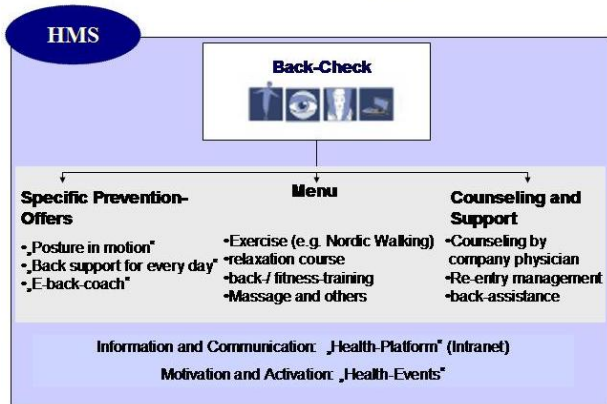 HMS
Back-Check
Specific Prevention-
Offers
•„Posture in motion"
•„Back support for every day"
•„E-back-coach"
Menu
•Exercise (e.g. Nordic Walking)
•relaxation course
•back-/ fitness-training
•Massage and others
Counseling and
Support
•Counseling by
company physician
•Re-entry management
•back-assistance
Information and Communication: „Health-Platform" (Intranet)
Motivation and Activation: „Health-Events"